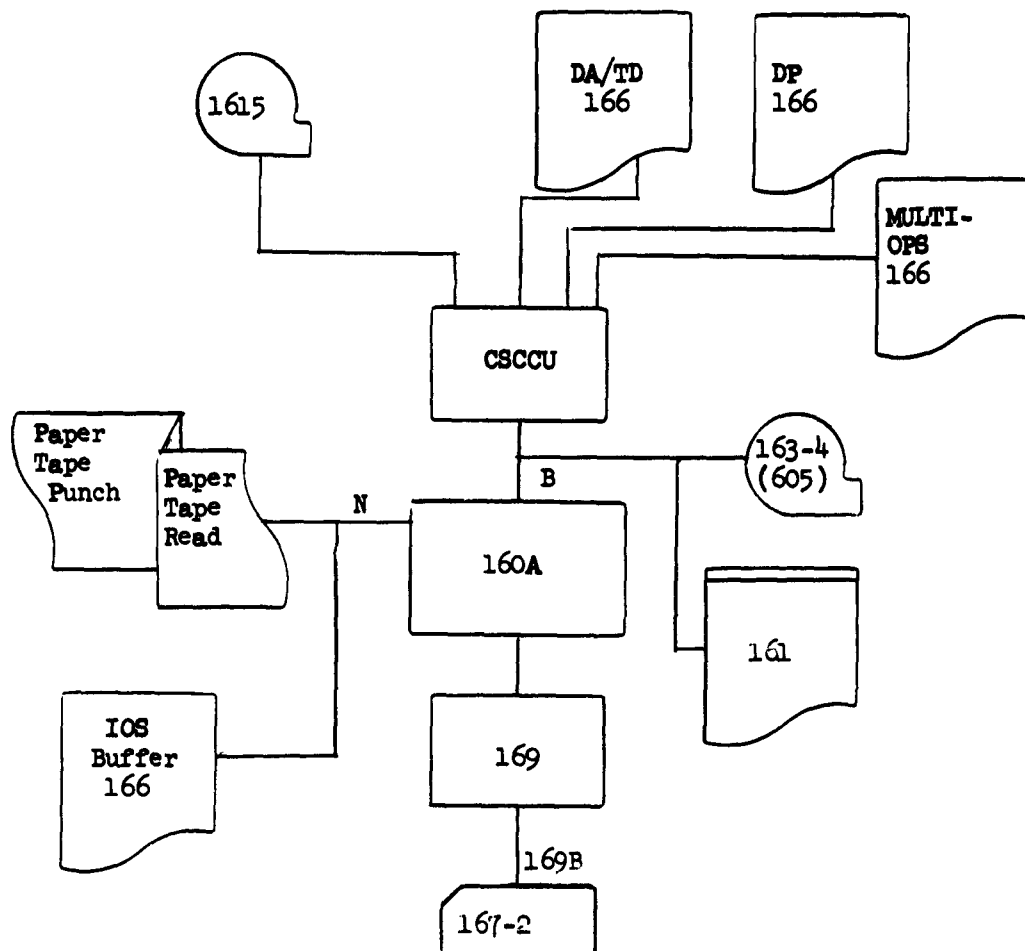 1615
DA/TD
166
DP
166
MULTI-
OPS
166
CSCCU
Paper
Tape
Punch
Paper
Tape
Read
N
B
163-4
(605)
160A
161
IOS
Buffer
166
169
169B
167-2